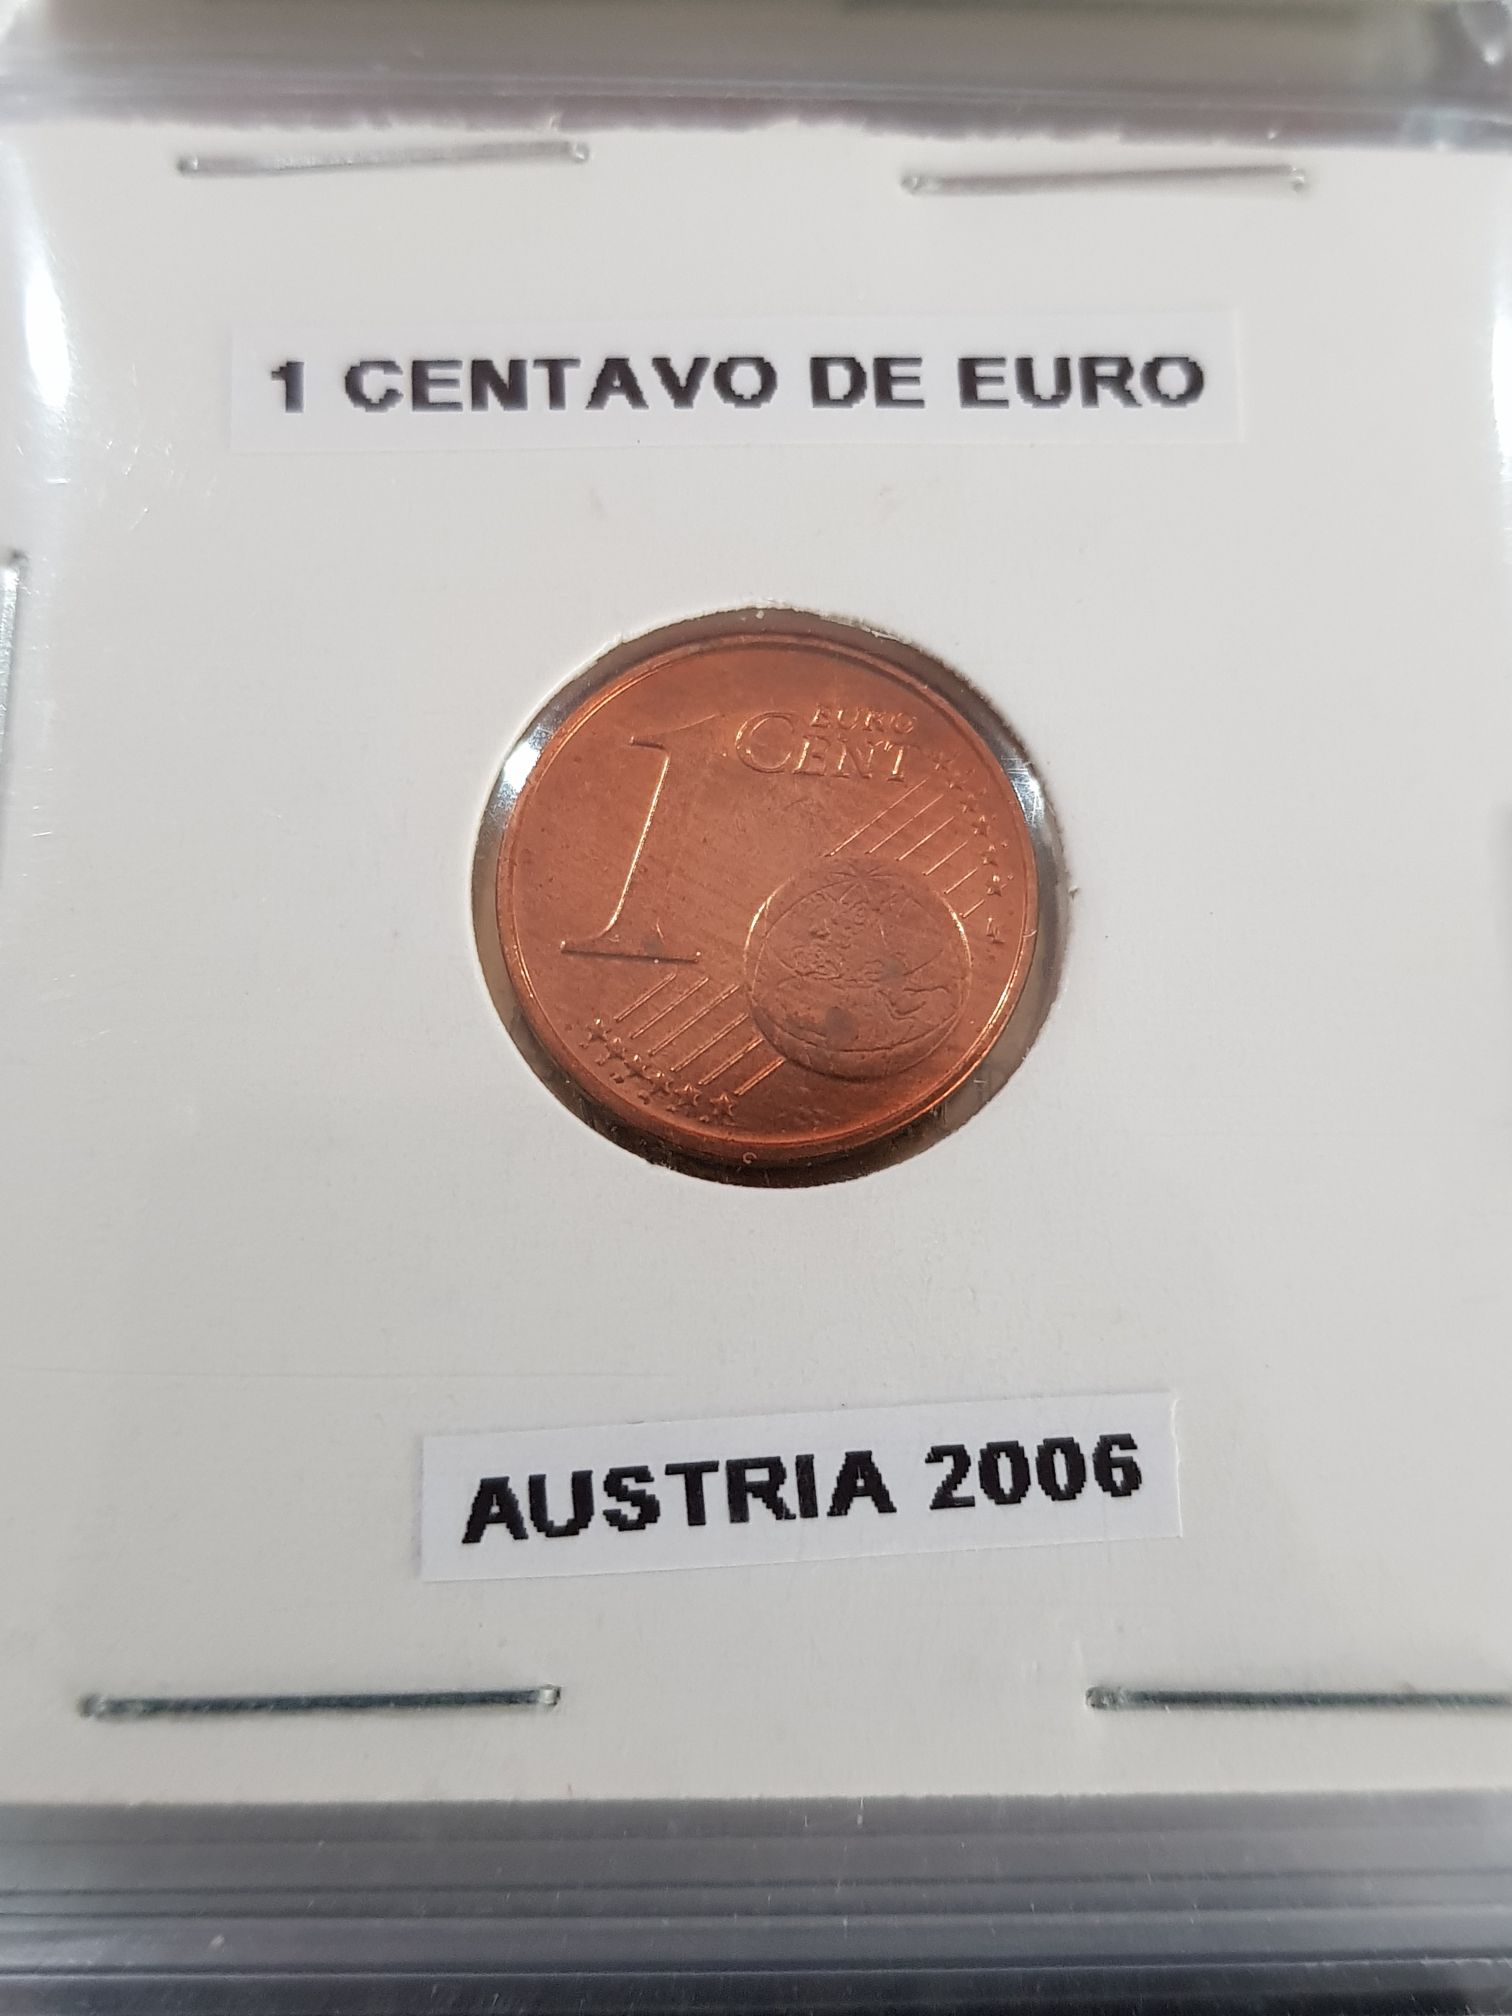 1 CENTAVO DE EURO
1 EURO
CENT
AUSTRIA 2006